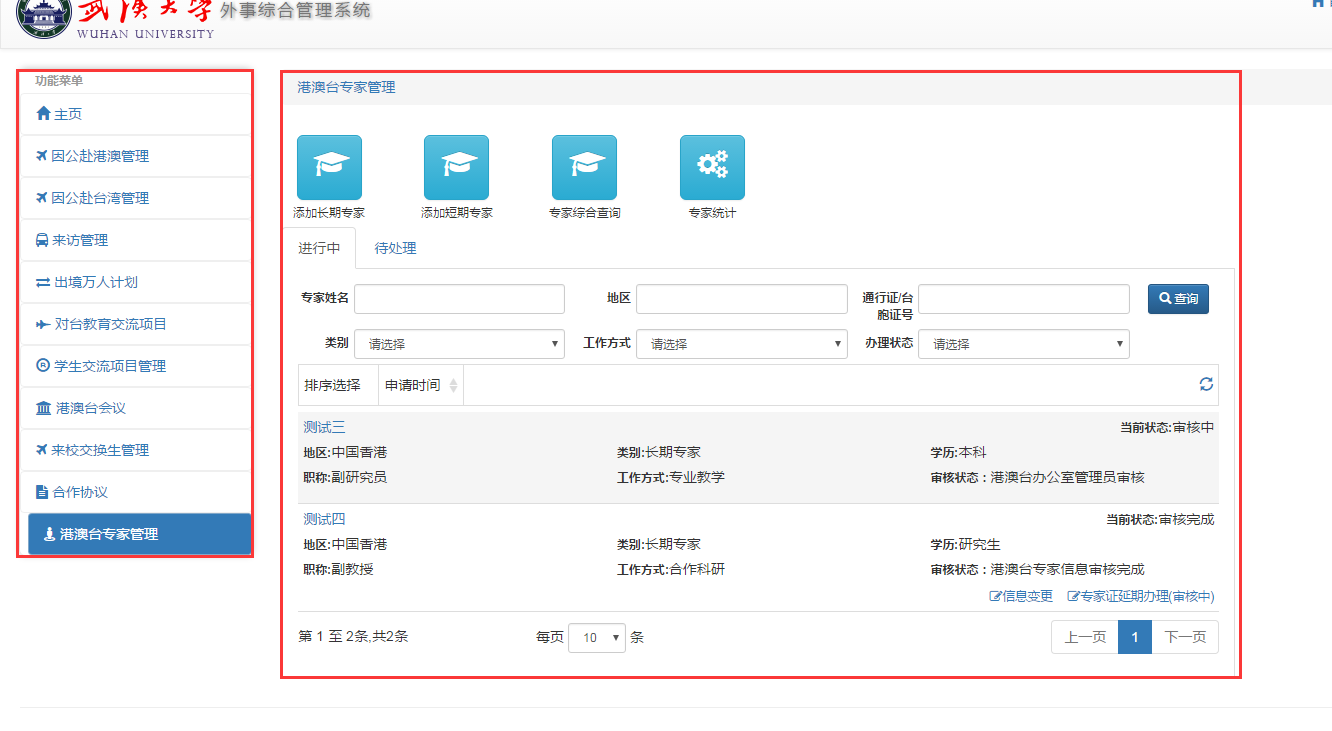 武汉大学 外事综合管理系统
WUHAN UNIVERSITY
功能菜单
主页
因公赴港澳管理
因公赴台湾管理
来访管理
出境万人计划
对台教育交流项目
学生交流项目管理
港澳台会议
来校交换生管理
合作协议
港澳台专家管理
港澳台专家管理
添加长期专家 添加短期专家 专家综合查询 专家统计
进行中 待处理
专家姓名 地区 通行证/台胞证号 查询
类别 请选择 工作方式 请选择 办理状态 请选择
排序选择 申请时间
测试三 当前状态:审核中
地区:中国香港 类别:长期专家 学历:本科
职称:副研究员 工作方式:专业教学 审核状态：港澳台办公室管理员审核
测试四 当前状态:审核完成
地区:中国香港 类别:长期专家 学历:研究生
职称:副教授 工作方式:合作科研 审核状态：港澳台专家信息审核完成
信息变更 专家证延期办理(审核中)
第 1 至 2条,共2条 每页 10 条 上一页 1 下一页